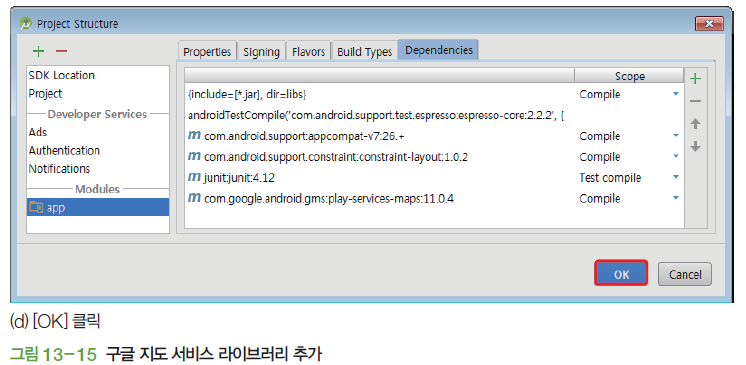 Project Structure
SDK Location
Project
Developer Services
Ads
Authentication
Notifications
Modules
app
Properties Signing Flavors Build Types Dependencies
Scope
{include=[*.jar], dir=libs} Compile
androidTestCompile('com.android.support.test.espresso:espresso-core:2.2.2', {
m com.android.support:appcompat-v7:26.+ Compile
m com.android.support.constraint:constraint-layout:1.0.2 Compile
m junit:junit:4.12 Test compile
m com.google.android.gms:play-services-maps:11.0.4 Compile
OK Cancel
(d) [OK] 클릭
그림 13-15 구글 지도 서비스 라이브러리 추가